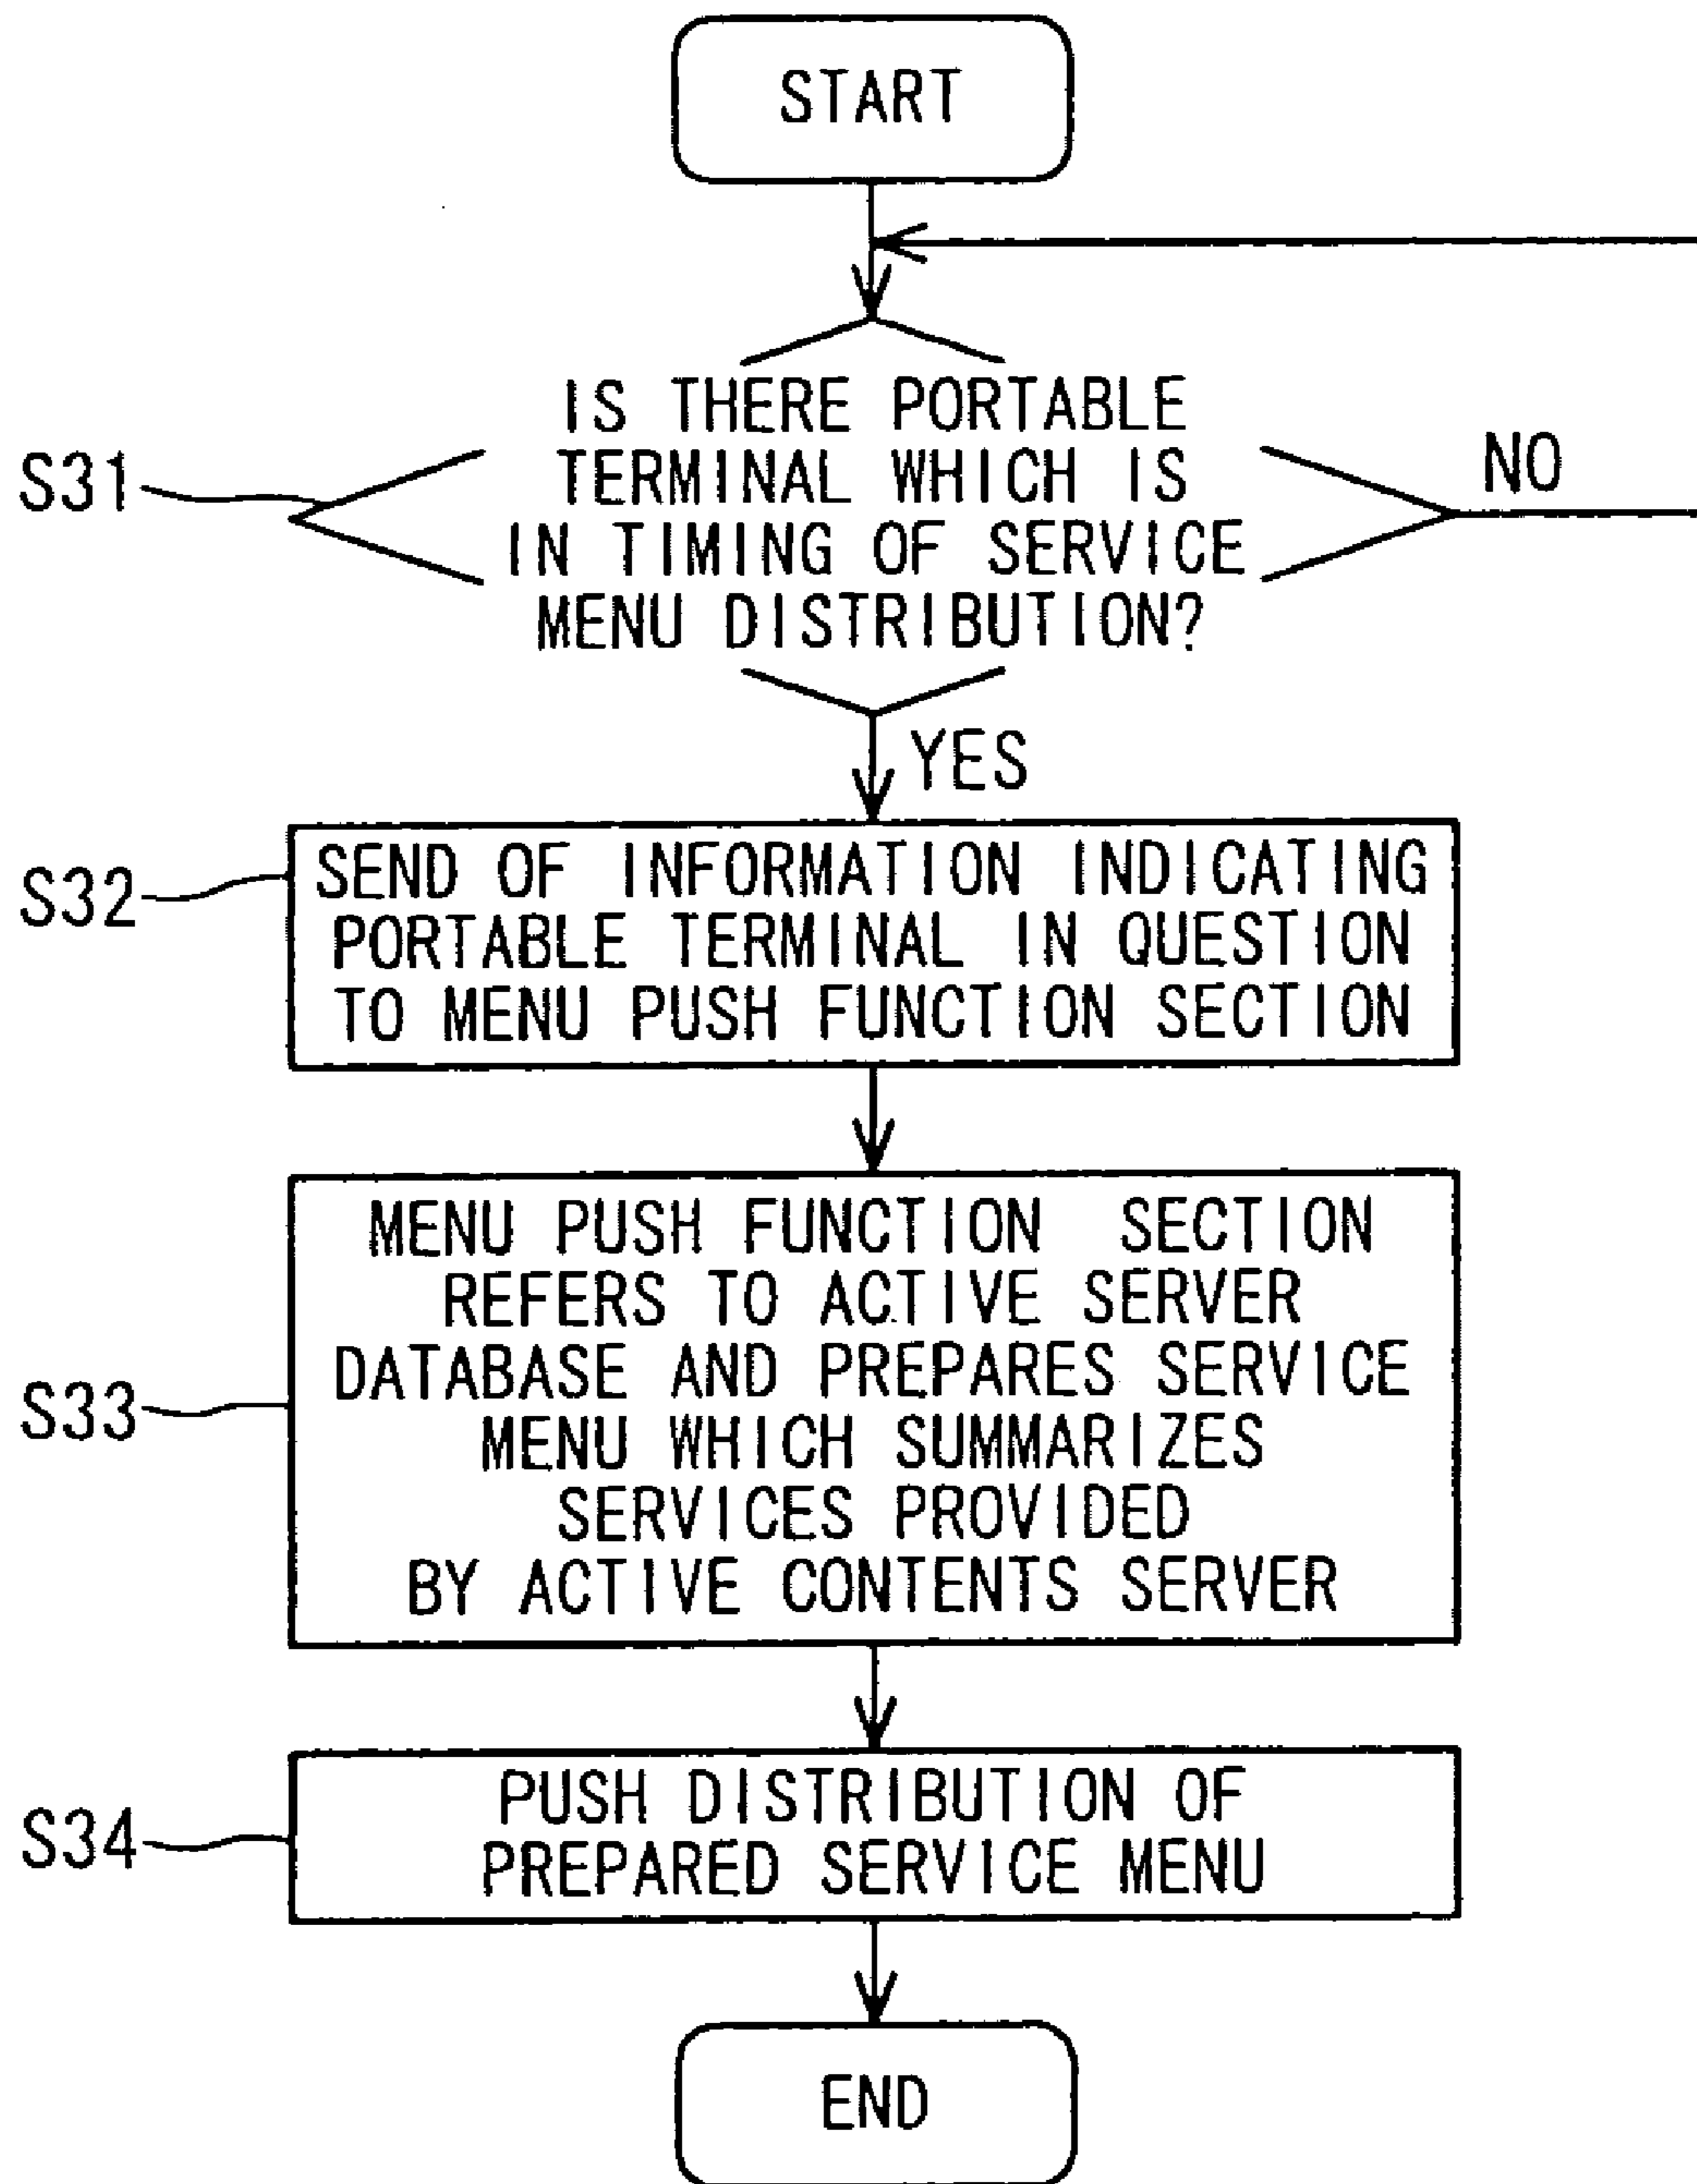 START
S31
IS THERE PORTABLE
TERMINAL WHICH IS
IN TIMING OF SERVICE
MENU DISTRIBUTION?
NO
YES
S32
SEND OF INFORMATION INDICATING
PORTABLE TERMINAL IN QUESTION
TO MENU PUSH FUNCTION SECTION
S33
MENU PUSH FUNCTION SECTION
REFERS TO ACTIVE SERVER
DATABASE AND PREPARES SERVICE
MENU WHICH SUMMARIZES
SERVICES PROVIDED
BY ACTIVE CONTENTS SERVER
S34
PUSH DISTRIBUTION OF
PREPARED SERVICE MENU
END